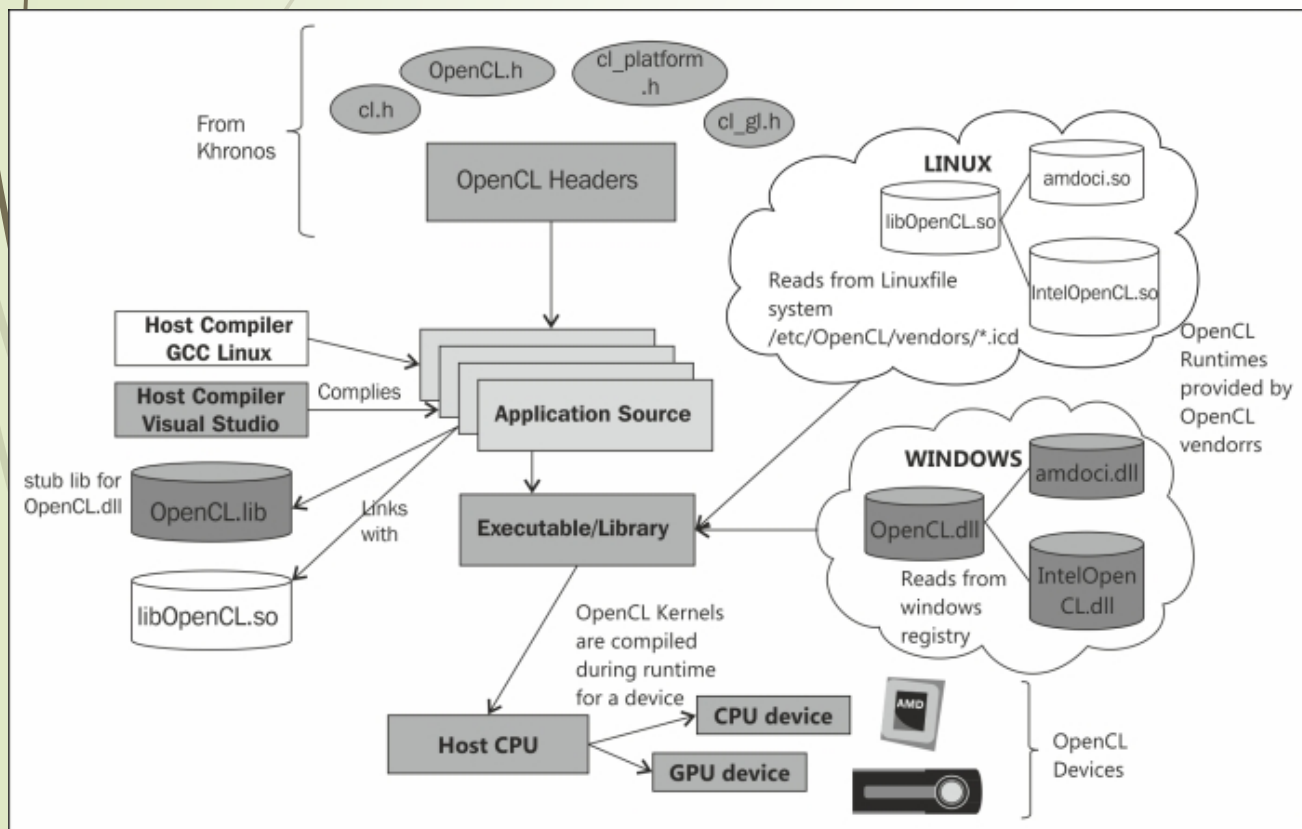 OpenCL.h
cl_platform
.h
cl.h
cl_gl.h
From
Khronos
OpenCL Headers
LINUX
amdoci.so
libOpenCL.so
IntelOpenCL.so
Reads from Linuxfile
system
/etc/OpenCL/vendors/*.icd
OpenCL
Runtimes
provided by
OpenCL
vendorrs
Host Compiler
GCC Linux
Host Compiler
Visual Studio
Complies
Application Source
stub lib for
OpenCL.dll
OpenCL.lib
Links
with
libOpenCL.so
Executable/Library
WINDOWS
amdoci.dll
OpenCL.dll
IntelOpen
CL.dll
Reads from
windows
registry
OpenCL Kernels
are compiled
during runtime
for a device
Host CPU
CPU device
GPU device
AMD
OpenCL
Devices